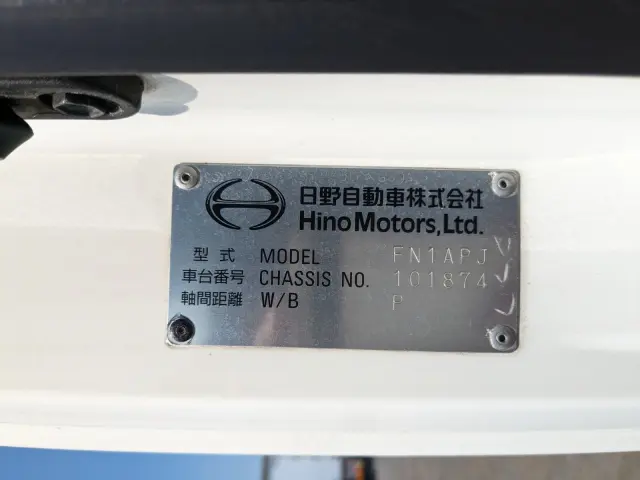 日野自動車株式会社
Hino Motors, Ltd.
型式 MODEL FN1APJ
車台番号 CHASSIS NO. 101874
軸間距離 W/B P